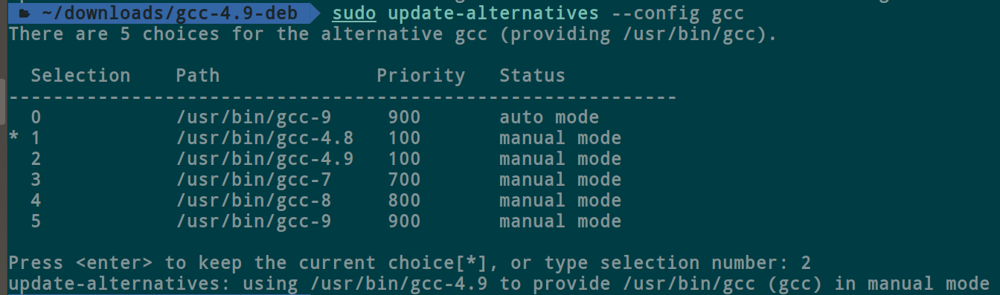 ~/downloads/gcc-4.9-deb sudo update-alternatives --config gcc
There are 5 choices for the alternative gcc (providing /usr/bin/gcc).
Selection Path Priority Status
------------------------------------------------------------
0 /usr/bin/gcc-9 900 auto mode
* 1 /usr/bin/gcc-4.8 100 manual mode
2 /usr/bin/gcc-4.9 100 manual mode
3 /usr/bin/gcc-7 700 manual mode
4 /usr/bin/gcc-8 800 manual mode
5 /usr/bin/gcc-9 900 manual mode
Press <enter> to keep the current choice[*], or type selection number: 2
update-alternatives: using /usr/bin/gcc-4.9 to provide /usr/bin/gcc (gcc) in manual mode